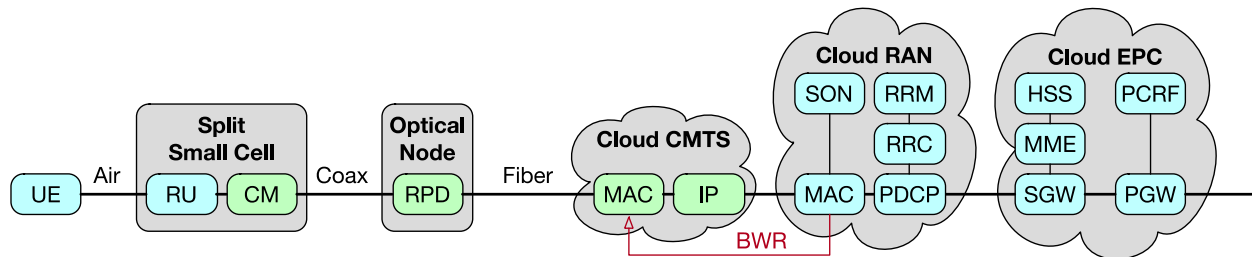 Cloud RAN
Cloud EPC
SON
RRM
HSS
PCRF
Split
Small Cell
Optical
Node
Cloud CMTS
RRC
MME
UE
Air
RU
CM
Coax
RPD
Fiber
MAC
IP
MAC
PDCP
SGW
PGW
BWR